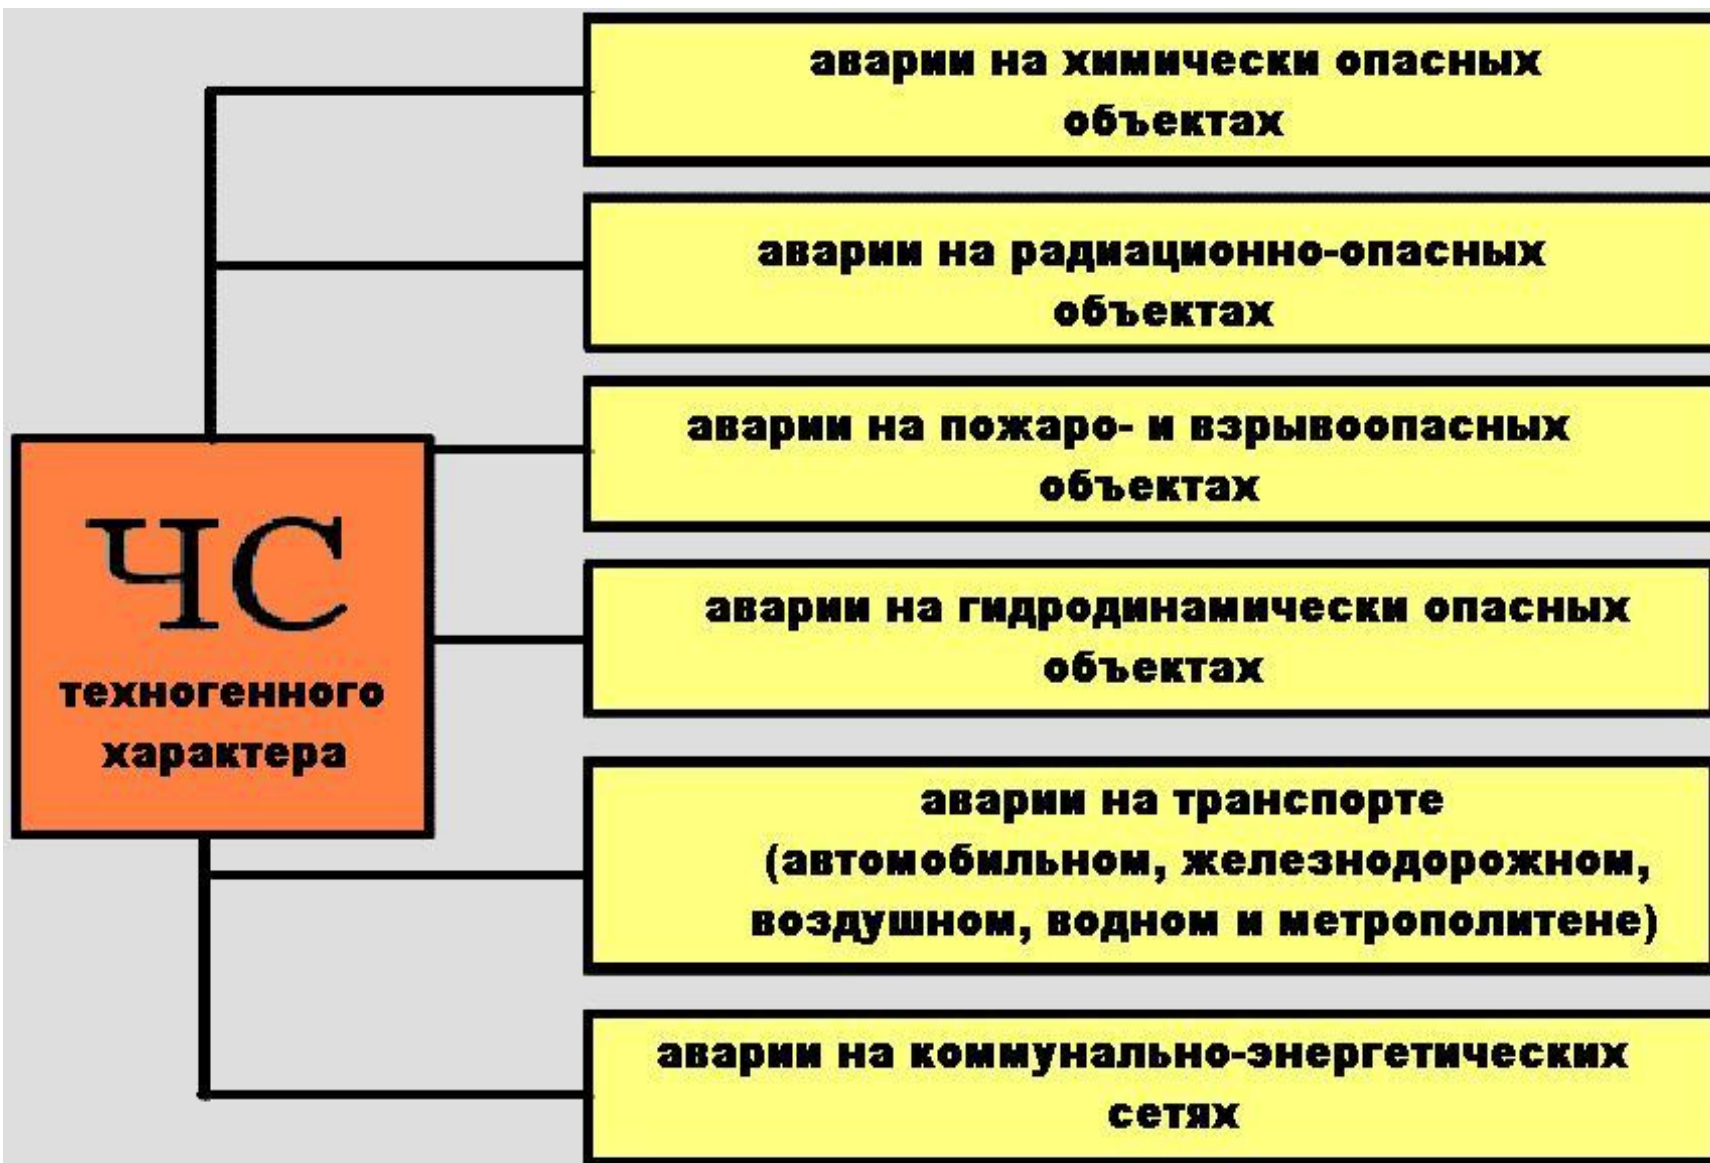 аварии на химически опасных
объектах
аварии на радиационно-опасных
объектах
аварии на пожаро- и взрывоопасных
объектах
ЧС
техногенного
характера
аварии на гидродинамически опасных
объектах
аварии на транспорте
(автомобильном, железнодорожном,
воздушном, водном и метрополитене)
аварии на коммунально-энергетических
сетях